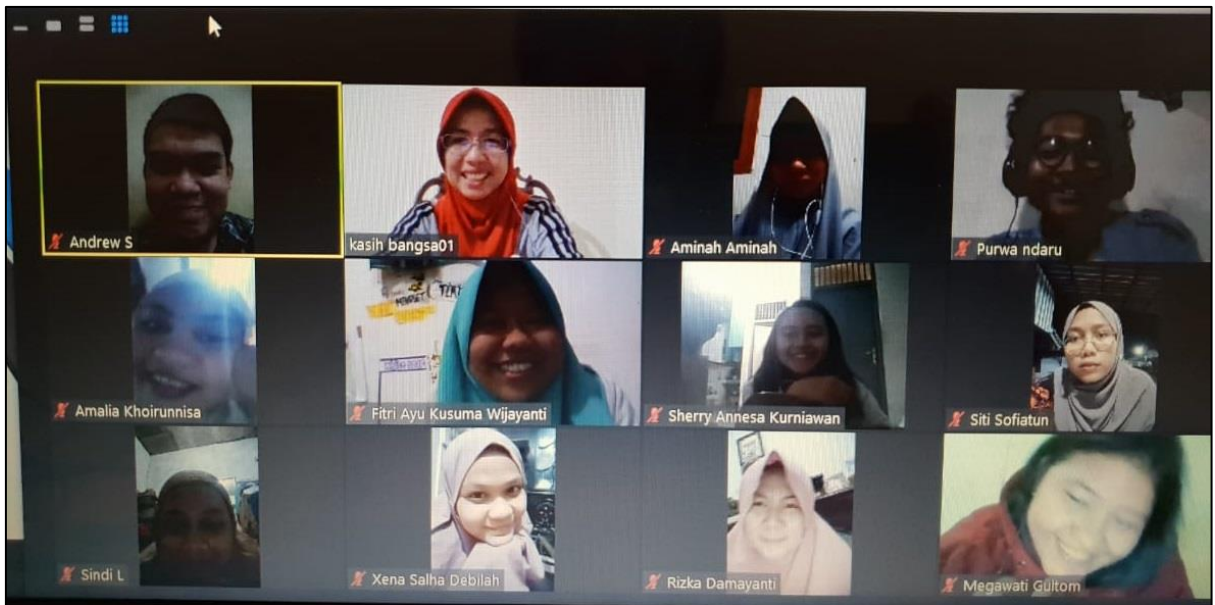 Andrew S
kasih bangsa01
Aminah Aminah
Purwa ndaru
Amalia Khoirunnisa
Fitri Ayu Kusuma Wijayanti
Sherry Annesa Kurniawan
Siti Sofiatun
Sindi L
Xena Salha Debilah
Rizka Damayanti
Megawati Gultom